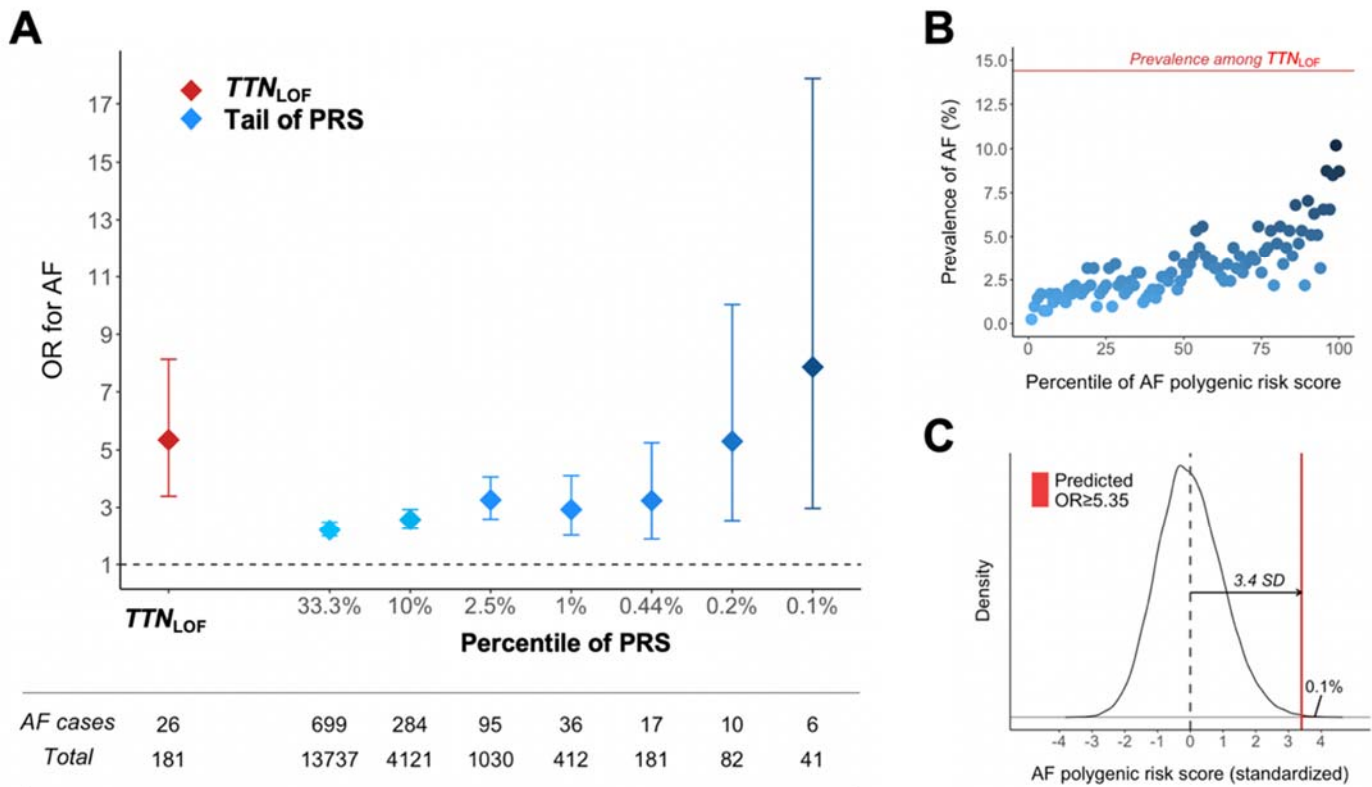 A
OR for AF
17
15
13
11
9
7
5
3
1
TTNLOF
Tail of PRS
TTNLOF
33.3% 10% 2.5% 1% 0.44% 0.2% 0.1%
Percentile of PRS
AF cases 26 699 284 95 36 17 10 6
Total 181 13737 4121 1030 412 181 82 41
B
Prevalence of AF (%)
15.0
12.5
10.0
7.5
5.0
2.5
0.0
Prevalence among TTNLOF
0 25 50 75 100
Percentile of AF polygenic risk score
C
Density
Predicted
OR≥5.35
3.4 SD
0.1%
-4 -3 -2 -1 0 1 2 3 4
AF polygenic risk score (standardized)